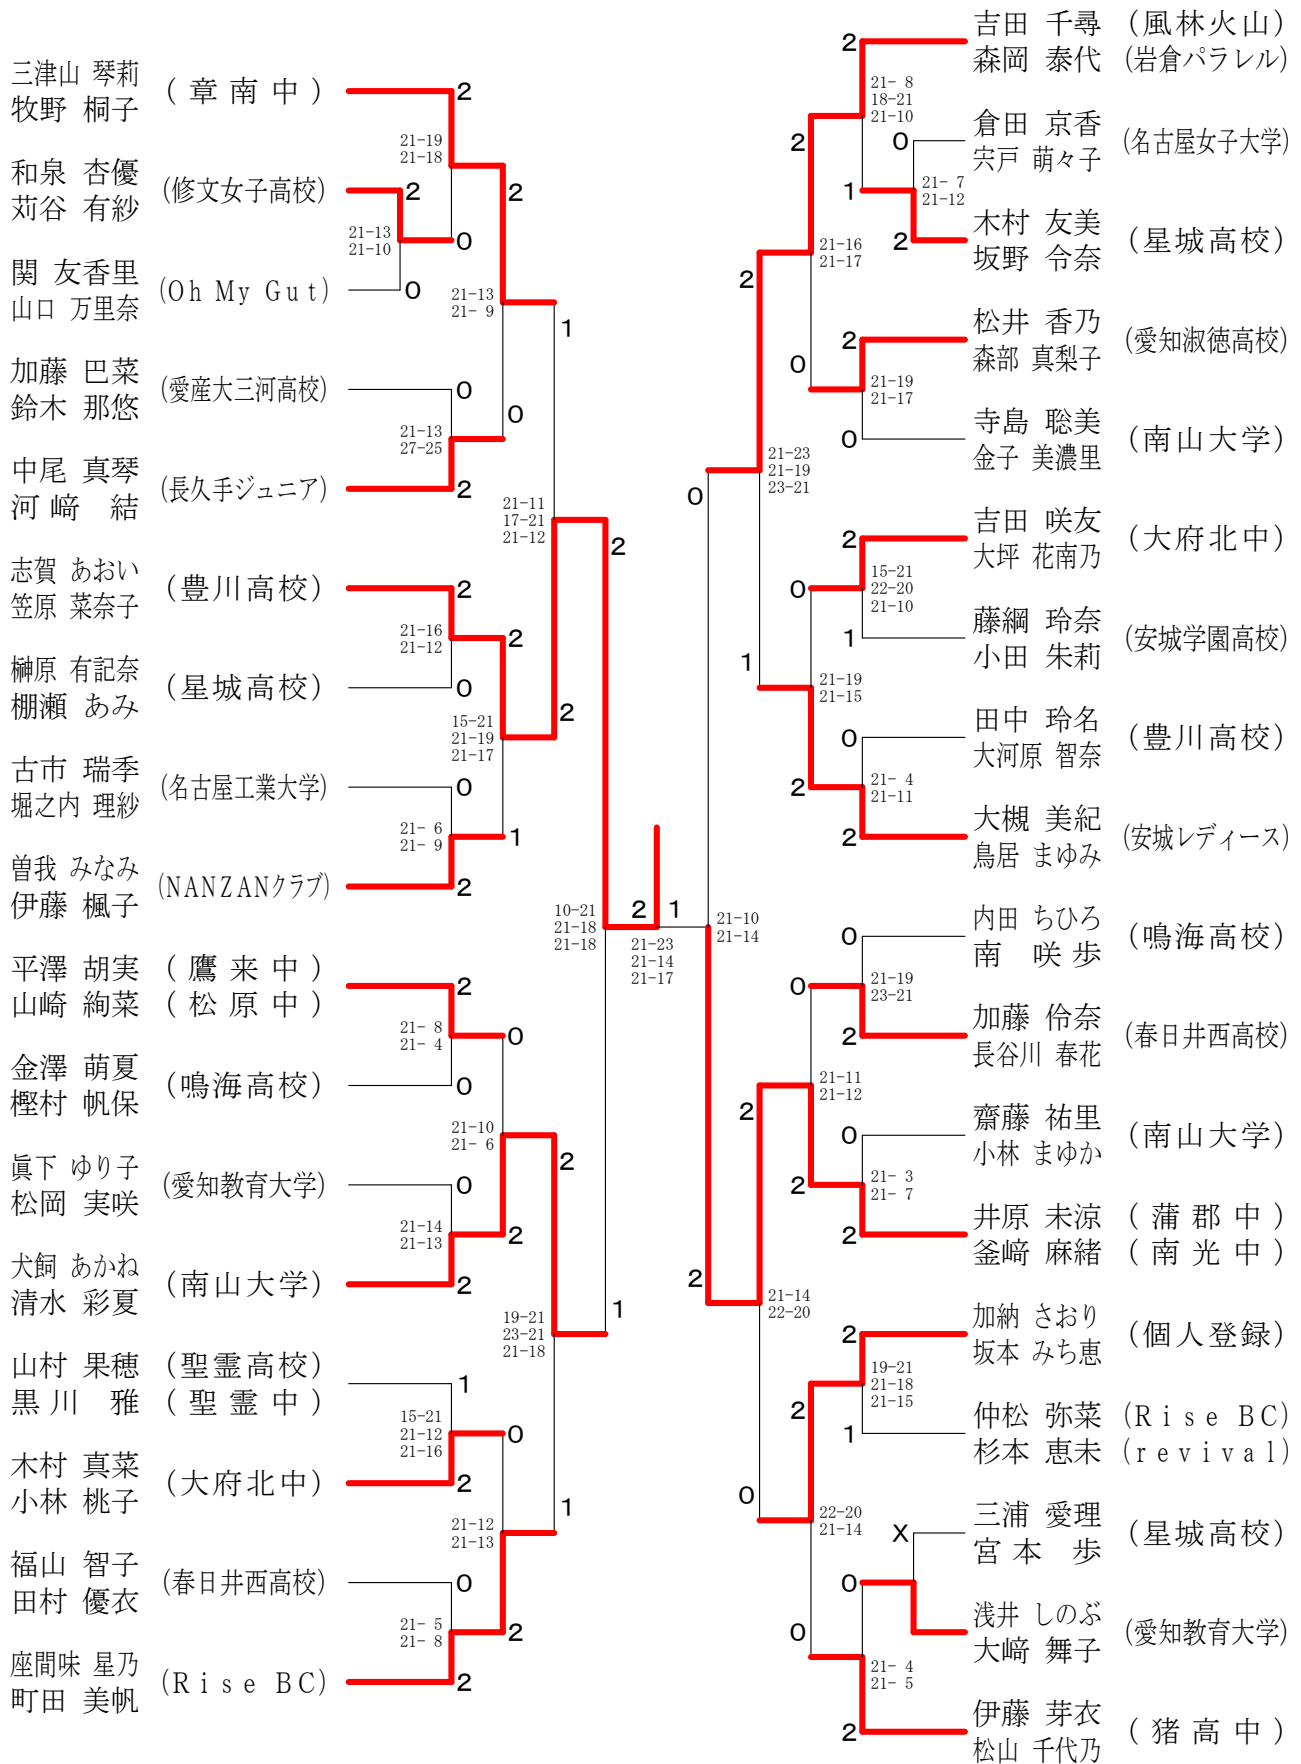 三津山 琴莉
牧野 桐子
(章南中)
2
21-19
21-18
和泉 杏優
苅谷 有紗
(修文女子高校)
2
2
21-13
21-10
0
関 友香里
山口 万里奈
(Oh My Gut)
0
21-13
21- 9
1
加藤 巴菜
鈴木 那悠
(愛産大三河高校)
0
0
21-13
27-25
中尾 真琴
河﨑 結
(長久手ジュニア)
2
21-11
17-21
21-12
2
志賀 あおい
笠原 菜奈子
(豊川高校)
2
21-16
21-12
2
榊原 有記奈
棚瀬 あみ
(星城高校)
0
15-21
21-19
21-17
2
古市 瑞季
堀之内 理紗
(名古屋工業大学)
0
21- 6
21- 9
1
曽我 みなみ
伊藤 楓子
(NANZANクラブ)
2
10-21
21-18
21-18
2
1
21-23
21-14
21-17
平澤 胡実
山崎 絢菜
(鷹来中)
(松原中)
2
21- 8
21- 4
0
金澤 萌夏
樫村 帆保
(鳴海高校)
0
21-10
21- 6
2
眞下 ゆり子
松岡 実咲
(愛知教育大学)
0
21-14
21-13
2
犬飼 あかね
清水 彩夏
(南山大学)
2
19-21
23-21
21-18
1
山村 果穂
黒川 雅
(聖霊高校)
(聖霊中)
1
15-21
21-12
21-16
0
木村 真菜
小林 桃子
(大府北中)
2
21-12
21-13
1
福山 智子
田村 優衣
(春日井西高校)
0
21- 5
21- 8
2
座間味 星乃
町田 美帆
(Rise BC)
2
吉田 千尋
森岡 泰代
(風林火山)
(岩倉パラレル)
2
21- 8
18-21
21-10
2
倉田 京香
宍戸 萌々子
(名古屋女子大学)
0
1
21- 7
21-12
木村 友美
坂野 令奈
(星城高校)
2
21-16
21-17
2
松井 香乃
森部 真梨子
(愛知淑徳高校)
2
0
21-19
21-17
寺島 聡美
金子 美濃里
(南山大学)
0
21-23
21-19
23-21
0
吉田 咲友
大坪 花南乃
(大府北中)
2
0
15-21
22-20
21-10
藤綱 玲奈
小田 朱莉
(安城学園高校)
1
1
21-19
21-15
田中 玲名
大河原 智奈
(豊川高校)
0
2
21- 4
21-11
大槻 美紀
鳥居 まゆみ
(安城レディース)
2
21-10
21-14
内田 ちひろ
南 咲歩
(鳴海高校)
0
0
21-19
23-21
加藤 伶奈
長谷川 春花
(春日井西高校)
2
21-11
21-12
2
齋藤 祐里
小林 まゆか
(南山大学)
0
2
21- 3
21- 7
井原 未涼
釜﨑 麻緒
(蒲郡中)
(南光中)
2
2
21-14
22-20
加納 さおり
坂本 みち恵
(個人登録)
2
2
19-21
21-18
21-15
仲松 弥菜
杉本 恵未
(Rise BC)
(revival)
1
0
22-20
21-14
三浦 愛理
宮本 歩
(星城高校)
X
0
浅井 しのぶ
大﨑 舞子
(愛知教育大学)
0
21- 4
21- 5
伊藤 芽衣
松山 千代乃
(猪高中)
2